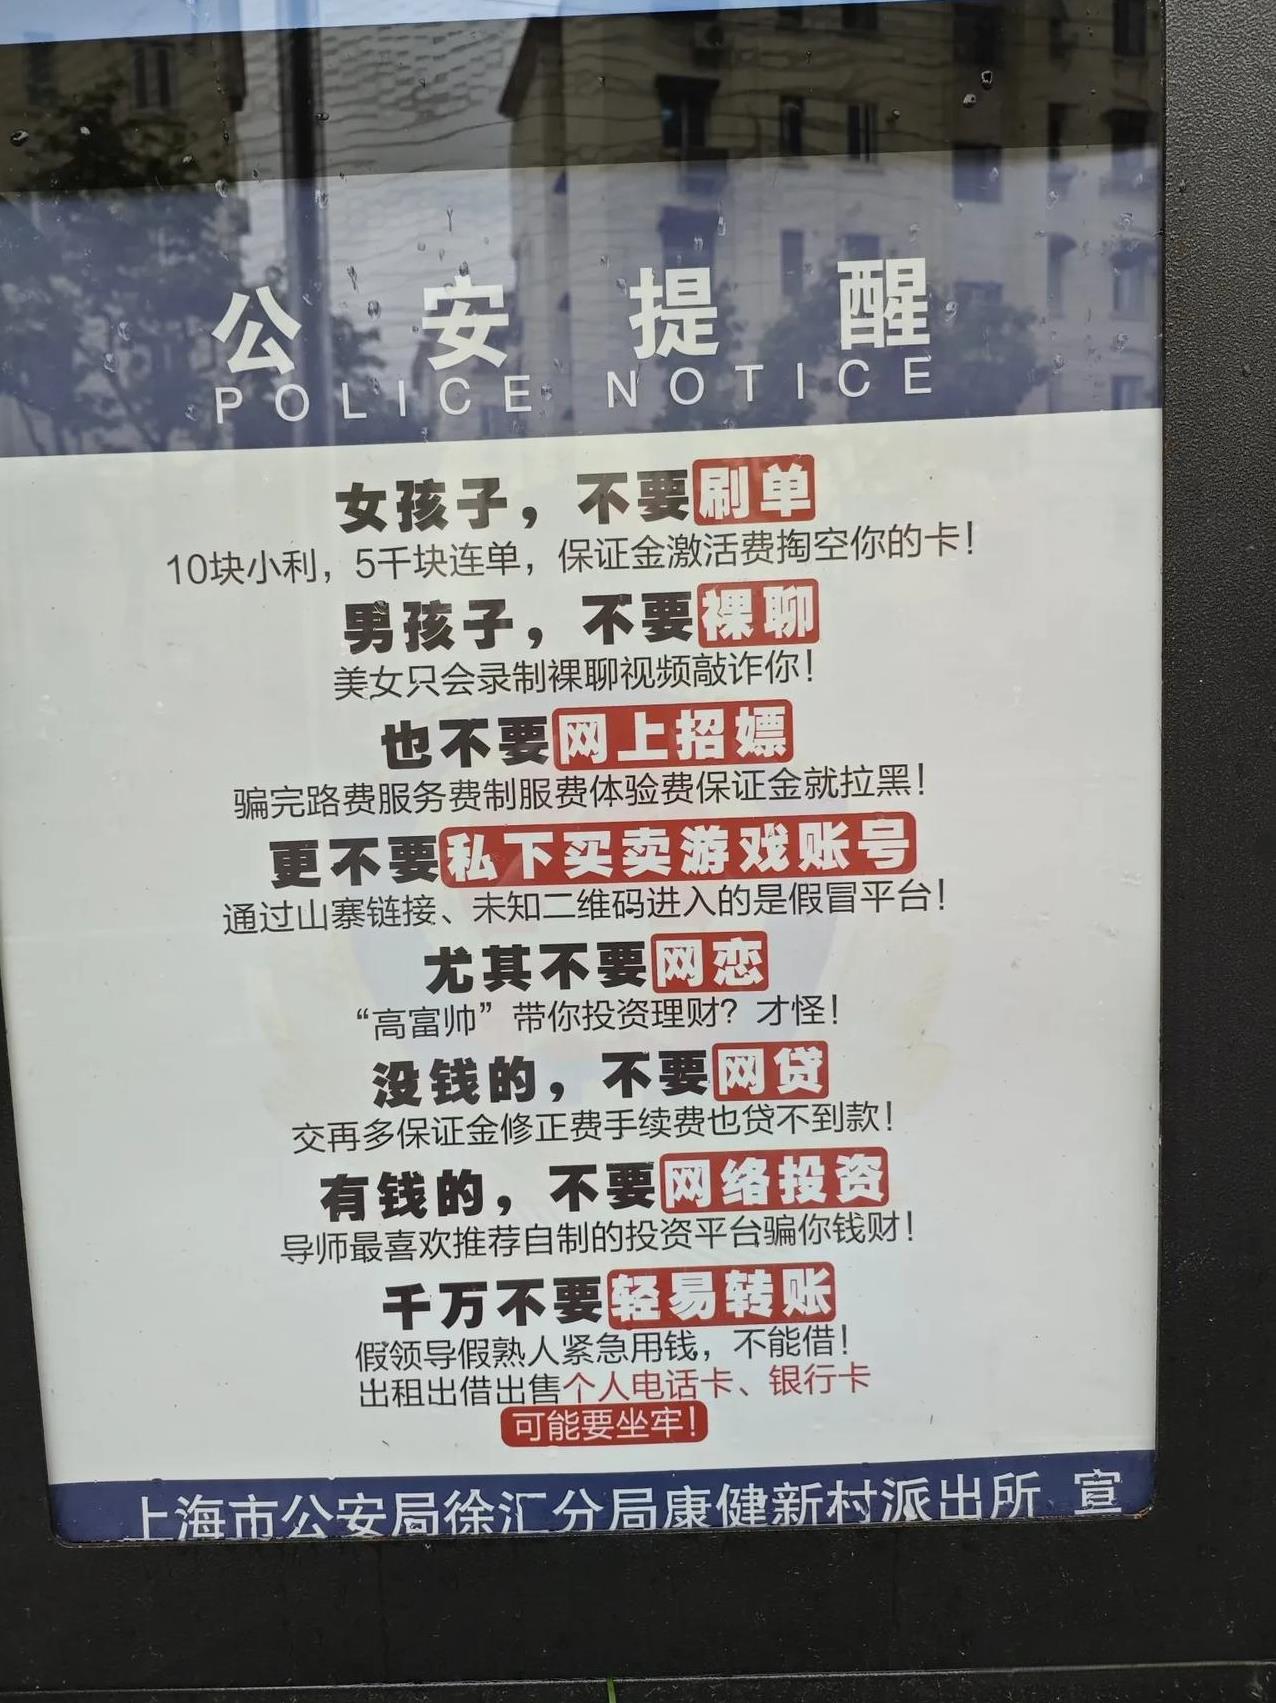 公安提醒
POLICE NOTICE
女孩子，不要刷单
10块小利，5千块连单，保证金激活费掏空你的卡！
男孩子，不要裸聊
美女只会录制裸聊视频敲诈你！
也不要网上招嫖
骗完路费服务费制服费体验费保证金就拉黑！
更不要私下买卖游戏账号
通过山寨链接、未知二维码进入的是假冒平台！
尤其不要网恋
“高富帅”带你投资理财？才怪！
没钱的，不要网贷
交再多保证金修正费手续费也贷不到款！
有钱的，不要网络投资
导师最喜欢推荐自制的投资平台骗你钱财！
千万不要轻易转账
假领导假熟人紧急用钱，不能借！
出租出借出售个人电话卡、银行卡
可能要坐牢！
上海市公安局徐汇分局康健新村派出所 宣